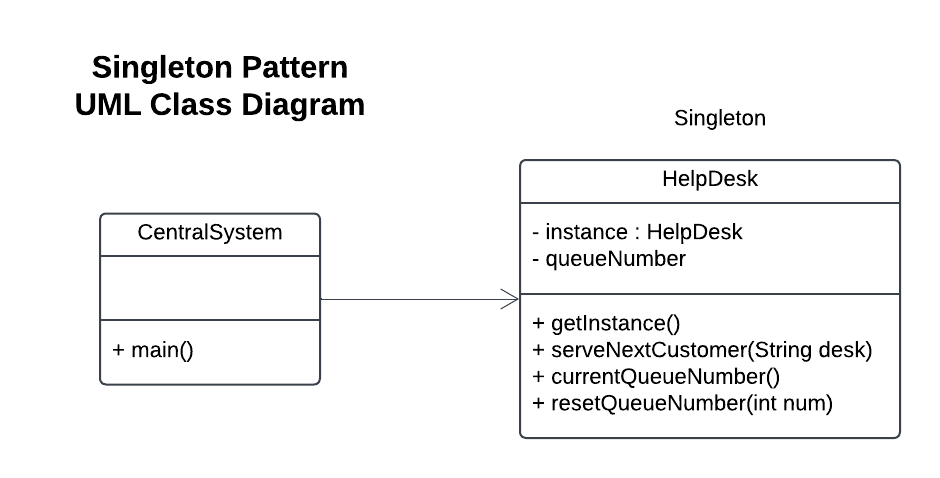 Singleton Pattern
UML Class Diagram
Singleton
CentralSystem
+ main()
HelpDesk
- instance : HelpDesk
- queueNumber
+ getInstance()
+ serveNextCustomer(String desk)
+ currentQueueNumber()
+ resetQueueNumber(int num)